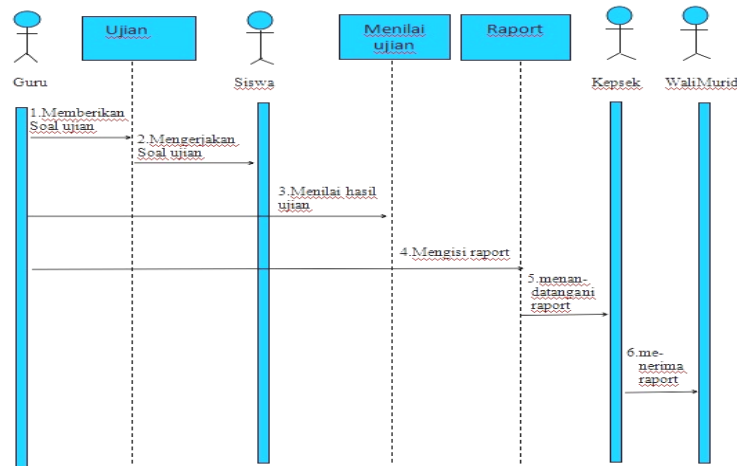 Ujian
Menilai
ujian
Raport
Guru
Siswa
Kepsek
WaliMurid
1.Memberikan
Soal ujian
2.Mengerjakan
Soal ujian
3.Menilai hasil
ujian
4.Mengisi raport
5.menan-
datangani
raport
6.me-
nerima
raport